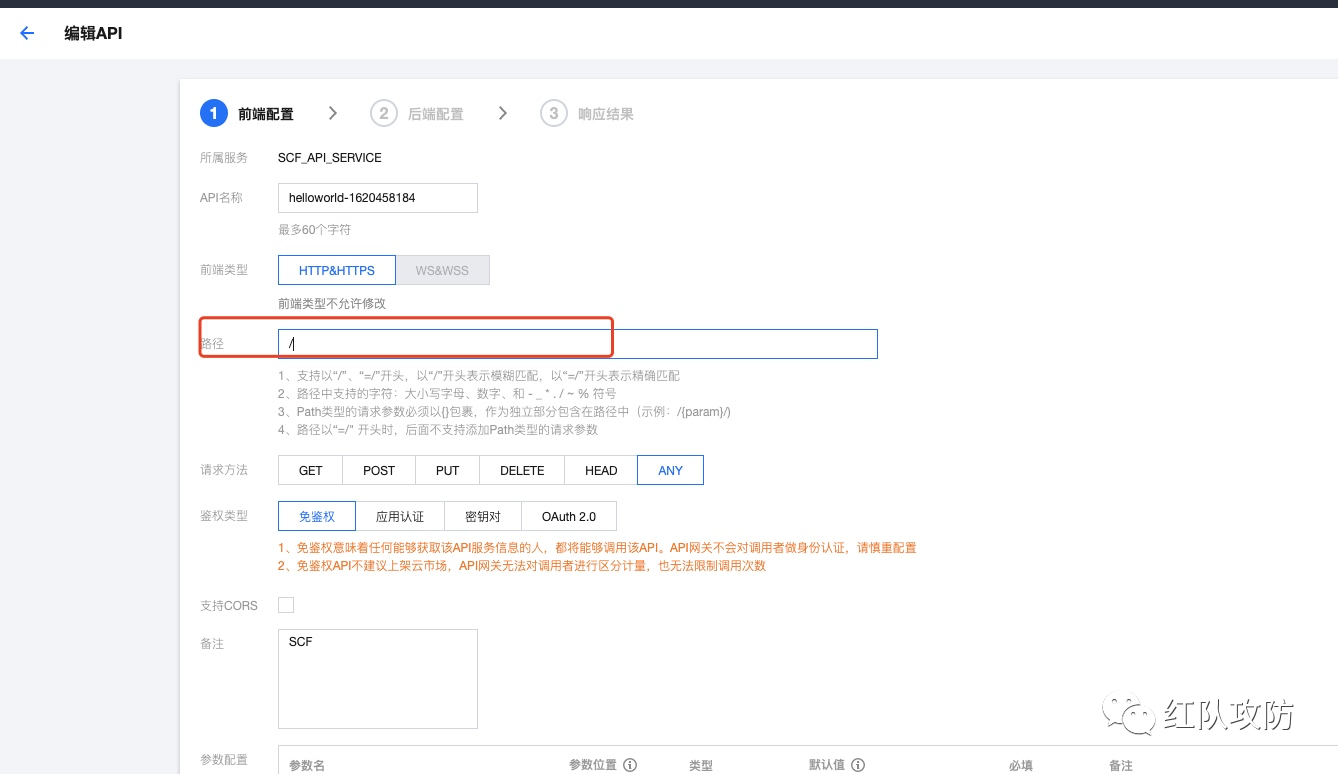 编辑API
1 前端配置 2 后端配置 3 响应结果
所属服务 SCF_API_SERVICE
API名称 helloworld-1620458184
最多60个字符
前端类型 HTTP&HTTPS WS&WSS
前端类型不允许修改
路径 /
1、支持以“/”、“=/”开头，以“/”开头表示模糊匹配，以“=/”开头表示精确匹配
2、路径中支持的字符：大小写字母、数字、和 - _ * . / ~ % 符号
3、Path类型的请求参数必须以{}包裹，作为独立部分包含在路径中（示例：/{param}/)
4、路径以“=/” 开头时，后面不支持添加Path类型的请求参数
请求方法 GET POST PUT DELETE HEAD ANY
鉴权类型 免鉴权 应用认证 密钥对 OAuth 2.0
1、免鉴权意味着任何能够获取该API服务信息的人，都将能够调用该API。API网关不会对调用者做身份认证，请慎重配置
2、免鉴权API不建议上架云市场，API网关无法对调用者进行区分计量，也无法限制调用次数
支持CORS
备注 SCF
红队攻防
参数配置 参数名 参数位置 类型 默认值 必填 备注